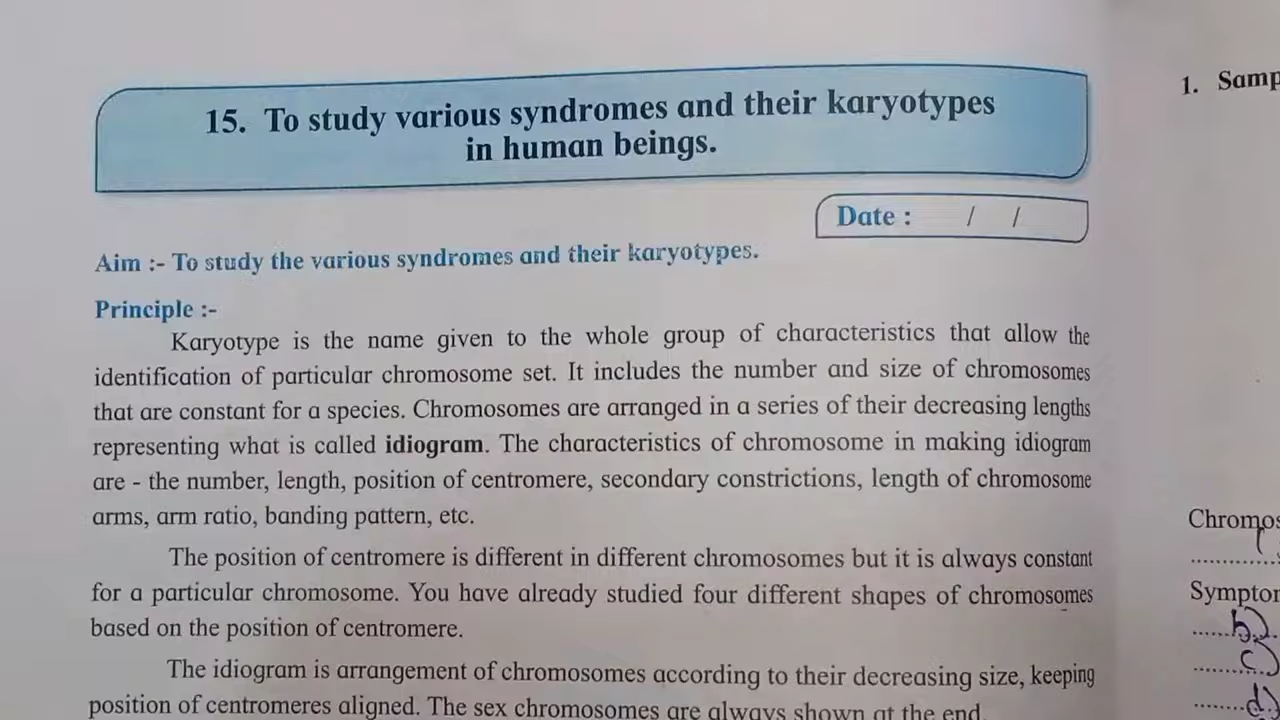 15. To study various syndromes and their karyotypes
in human beings.
Date : / /
Aim :- To study the various syndromes and their karyotypes.
Principle :-
Karyotype is the name given to the whole group of characteristics that allow the
identification of particular chromosome set. It includes the number and size of chromosomes
that are constant for a species. Chromosomes are arranged in a series of their decreasing lengths
representing what is called idiogram. The characteristics of chromosome in making idiogram
are - the number, length, position of centromere, secondary constrictions, length of chromosome
arms, arm ratio, banding pattern, etc.
The position of centromere is different in different chromosomes but it is always constant
for a particular chromosome. You have already studied four different shapes of chromosomes
based on the position of centromere.
The idiogram is arrangement of chromosomes according to their decreasing size, keeping
position of centromeres aligned. The sex chromosomes are always shown at the end.
1. Samp
Chromos
Symptor
b)
c)
d)